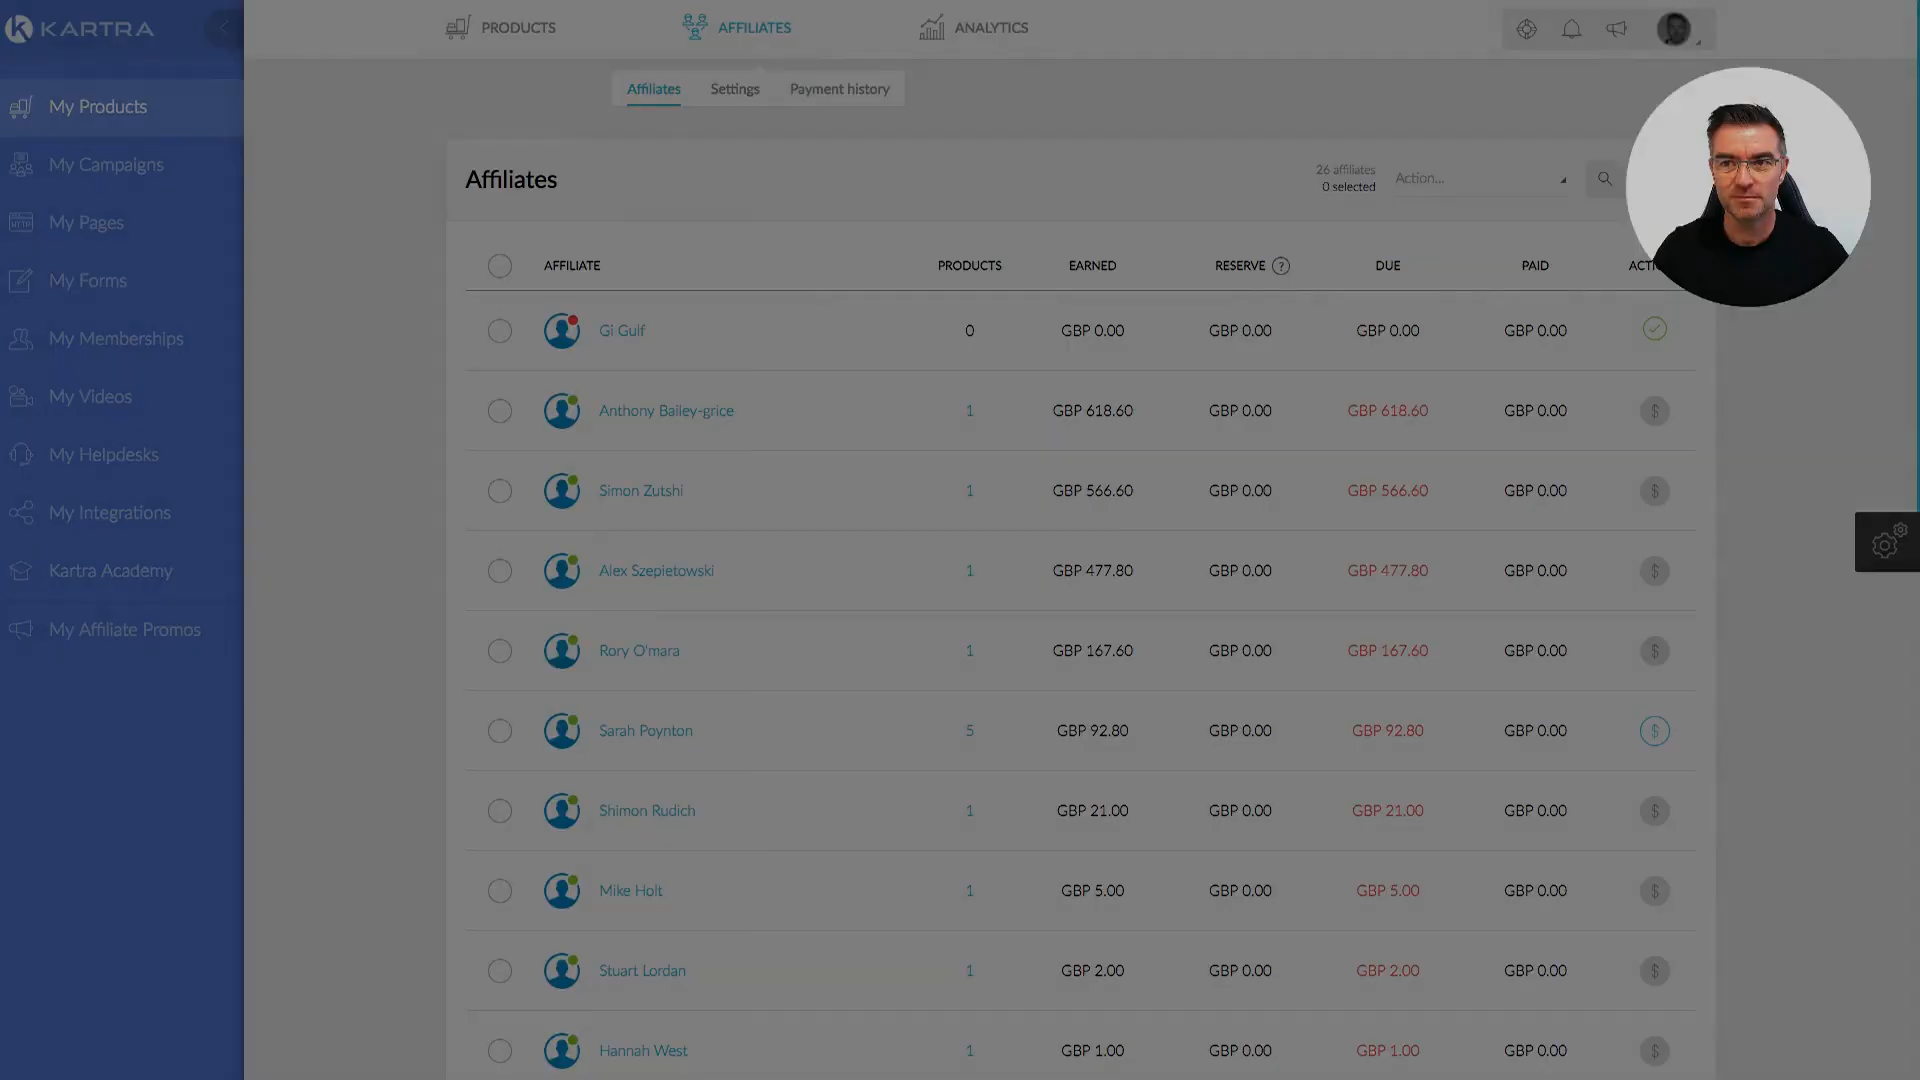 KARTRA
PRODUCTS
AFFILIATES
ANALYTICS
My Products
My Campaigns
HTTP
My Pages
My Forms
My Memberships
My Videos
My Helpdesks
My Integrations
Kartra Academy
My Affiliate Promos
Affiliates Settings Payment history
Affiliates
26 affiliates
0 selected
Action...
AFFILIATE PRODUCTS EARNED RESERVE ? DUE PAID
Gi Gulf 0 GBP 0.00 GBP 0.00 GBP 0.00 GBP 0.00
Anthony Bailey-grice 1 GBP 618.60 GBP 0.00 GBP 618.60 GBP 0.00 $
Simon Zutshi 1 GBP 566.60 GBP 0.00 GBP 566.60 GBP 0.00 $
Alex Szepietowski 1 GBP 477.80 GBP 0.00 GBP 477.80 GBP 0.00 $
Rory O'mara 1 GBP 167.60 GBP 0.00 GBP 167.60 GBP 0.00 $
Sarah Poynton 5 GBP 92.80 GBP 0.00 GBP 92.80 GBP 0.00 $
Shimon Rudich 1 GBP 21.00 GBP 0.00 GBP 21.00 GBP 0.00 $
Mike Holt 1 GBP 5.00 GBP 0.00 GBP 5.00 GBP 0.00 $
Stuart Lordan 1 GBP 2.00 GBP 0.00 GBP 2.00 GBP 0.00 $
Hannah West 1 GBP 1.00 GBP 0.00 GBP 1.00 GBP 0.00 $